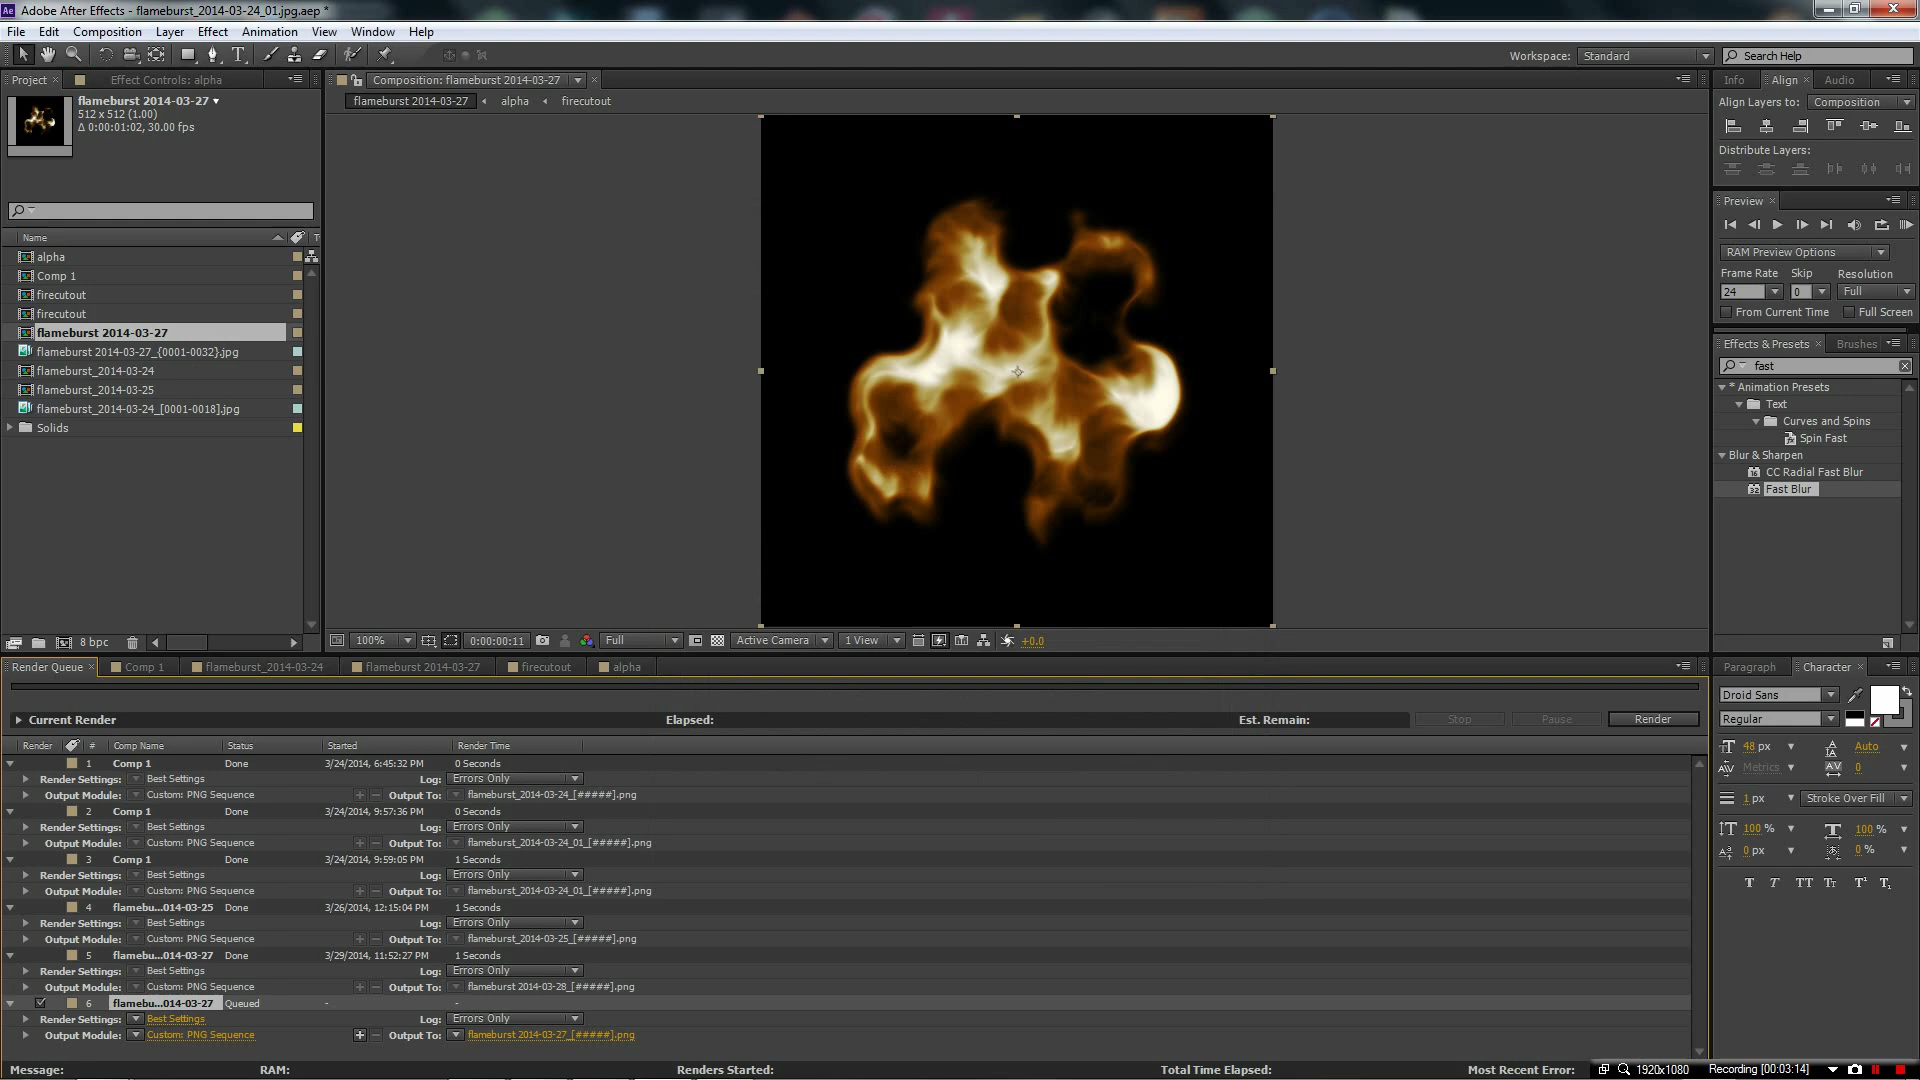 Ae Adobe After Effects - flameburst_2014-03-24_01.jpg.aep *
File Edit Composition Layer Effect Animation View Window Help
Workspace: Standard Search Help
Project Effect Controls: alpha
flameburst 2014-03-27
512 x 512 (1.00)
Δ 0:00:01:02, 30.00 fps
Name T
alpha
Comp 1
firecutout
firecutout
flameburst 2014-03-27
flameburst 2014-03-27_{0001-0032}.jpg
flameburst_2014-03-24
flameburst_2014-03-25
flameburst_2014-03-24_[0001-0018].jpg
Solids
8 bpc
Composition: flameburst 2014-03-27
flameburst 2014-03-27 alpha firecutout
100% 0:00:00:11 Full Active Camera 1 View +0.0
Info Align Audio
Align Layers to: Composition
Distribute Layers:
Preview
RAM Preview Options
Frame Rate Skip Resolution
24 0 Full
From Current Time Full Screen
Effects & Presets Brushes
fast
* Animation Presets
Text
Curves and Spins
Spin Fast
Blur & Sharpen
CC Radial Fast Blur
Fast Blur
Render Queue Comp 1 flameburst_2014-03-24 flameburst 2014-03-27 firecutout alpha
Current Render Elapsed: Est. Remain: Stop Pause Render
Render # Comp Name Status Started Render Time
1 Comp 1 Done 3/24/2014, 6:45:32 PM 0 Seconds
Render Settings: Best Settings Log: Errors Only
Output Module: Custom: PNG Sequence Output To: flameburst_2014-03-24_[#####].png
2 Comp 1 Done 3/24/2014, 9:57:36 PM 0 Seconds
Render Settings: Best Settings Log: Errors Only
Output Module: Custom: PNG Sequence Output To: flameburst_2014-03-24_01_[#####].png
3 Comp 1 Done 3/24/2014, 9:59:05 PM 1 Seconds
Render Settings: Best Settings Log: Errors Only
Output Module: Custom: PNG Sequence Output To: flameburst_2014-03-24_01_[#####].png
4 flamebu...014-03-25 Done 3/26/2014, 12:15:04 PM 1 Seconds
Render Settings: Best Settings Log: Errors Only
Output Module: Custom: PNG Sequence Output To: flameburst_2014-03-25_[#####].png
5 flamebu...014-03-27 Done 3/29/2014, 11:52:27 PM 1 Seconds
Render Settings: Best Settings Log: Errors Only
Output Module: Custom: PNG Sequence Output To: flameburst 2014-03-28_[#####].png
6 flamebu...014-03-27 Queued - -
Render Settings: Best Settings Log: Errors Only
Output Module: Custom: PNG Sequence Output To: flameburst 2014-03-27_[#####].png
Message: RAM: Renders Started: Total Time Elapsed: Most Recent Error:
Paragraph Character
Droid Sans
Regular
48 px Auto
Metrics 0
1 px Stroke Over Fill
100 % 100 %
0 px 0 %
T T TT Tt T¹ T₁
1920x1080 Recording [00:03:14]